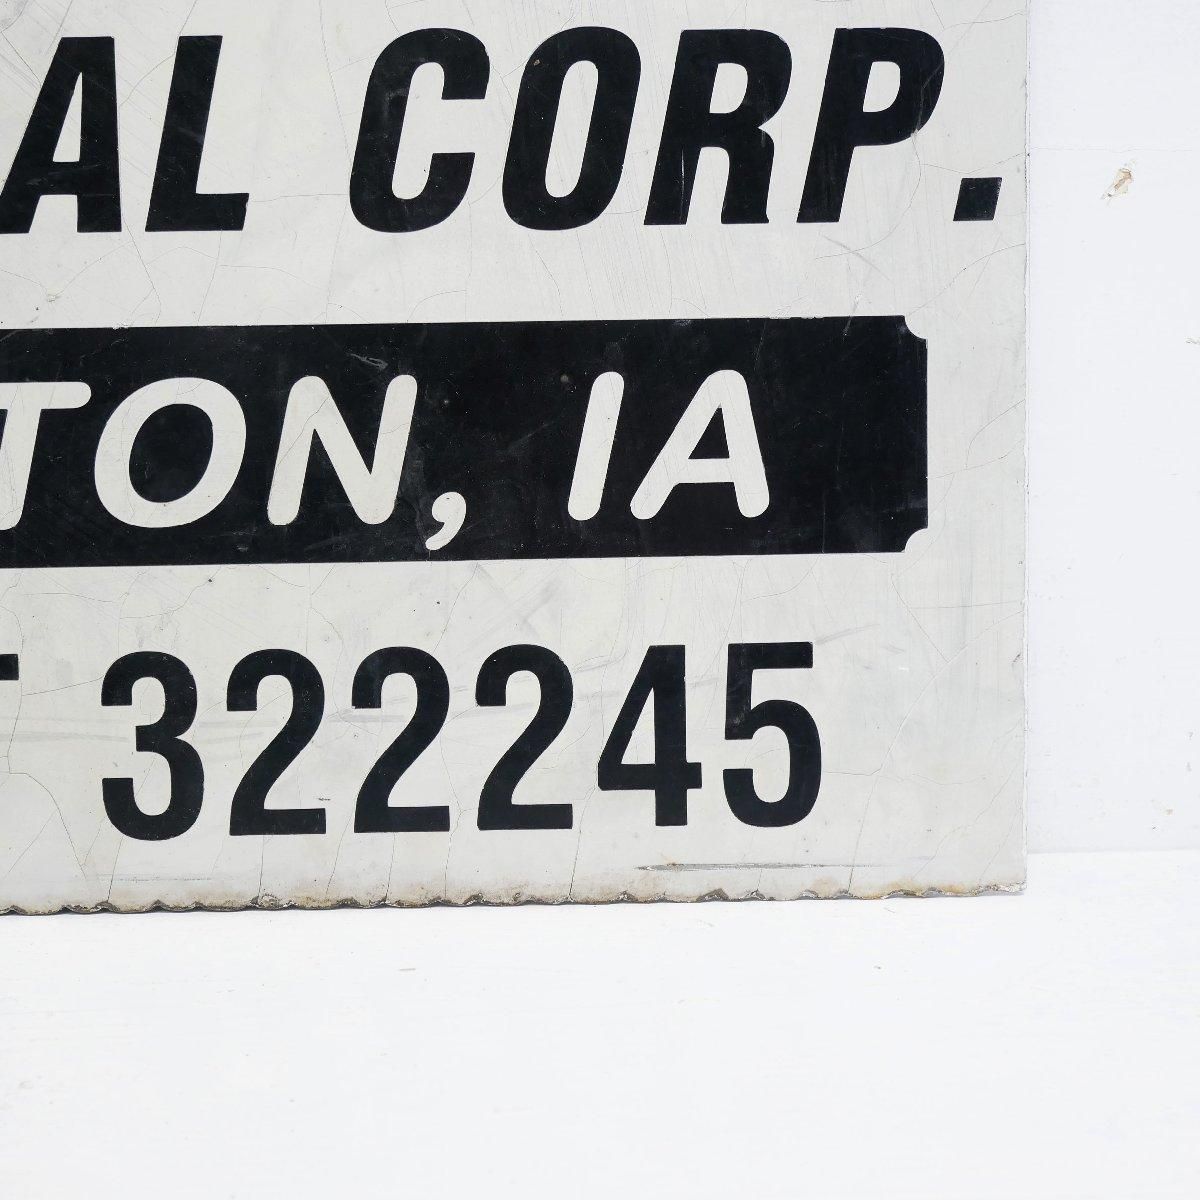 AL CORP.
TON, IA
T 322245